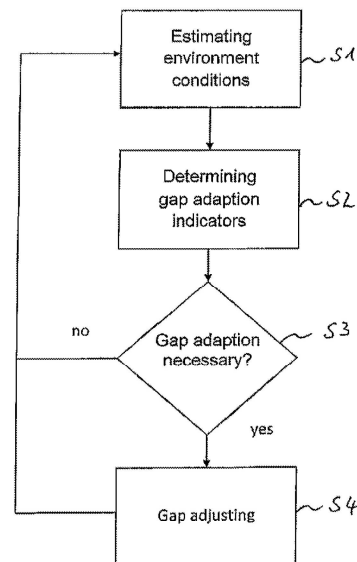 Estimating
environment
conditions
S1
Determining
gap adaption
indicators
S2
Gap adaption
necessary?
S3
no
yes
Gap adjusting
S4